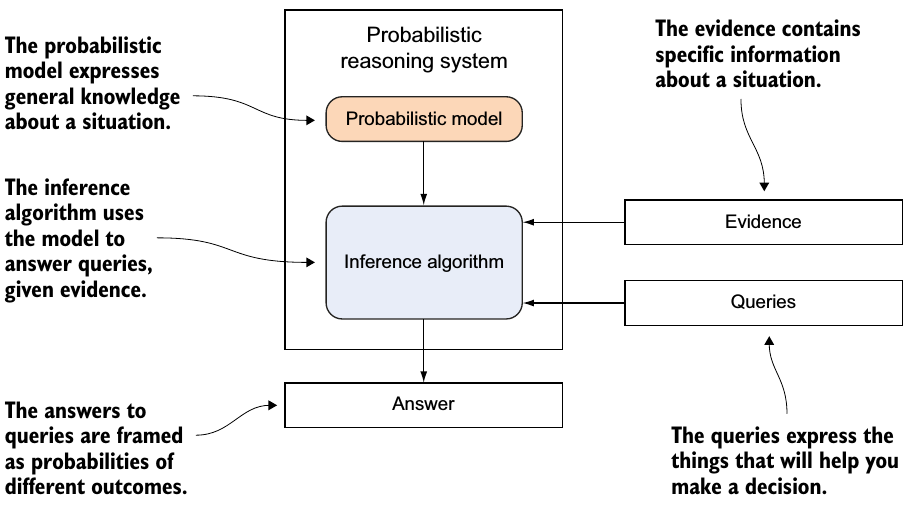 The probabilistic
model expresses
general knowledge
about a situation.
Probabilistic
reasoning system
Probabilistic model
The evidence contains
specific information
about a situation.
The inference
algorithm uses
the model to
answer queries,
given evidence.
Inference algorithm
Evidence
Queries
The answers to
queries are framed
as probabilities of
different outcomes.
Answer
The queries express the
things that will help you
make a decision.